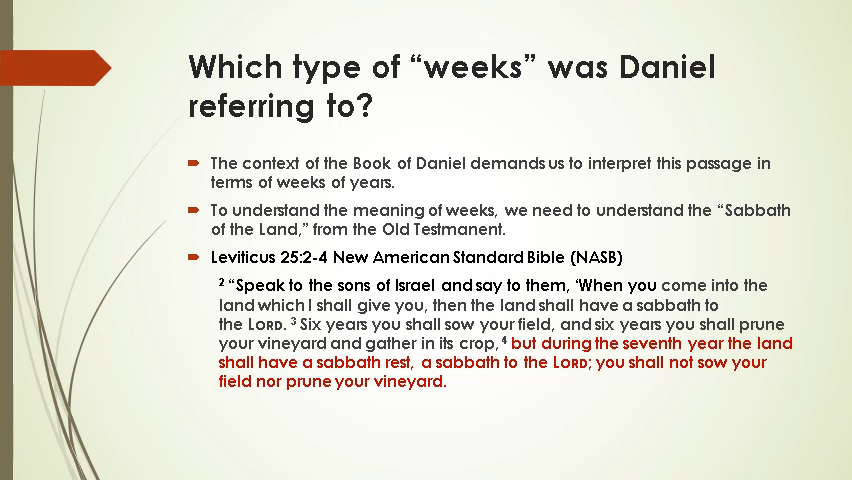 Which type of “weeks” was Daniel
referring to?
The context of the Book of Daniel demands us to interpret this passage in
terms of weeks of years.
To understand the meaning of weeks, we need to understand the “Sabbath
of the Land,” from the Old Testmanent.
Leviticus 25:2-4 New American Standard Bible (NASB)
2 “Speak to the sons of Israel and say to them, ‘When you come into the
land which I shall give you, then the land shall have a sabbath to
the LORD. 3 Six years you shall sow your field, and six years you shall prune
your vineyard and gather in its crop, 4 but during the seventh year the land
shall have a sabbath rest, a sabbath to the LORD; you shall not sow your
field nor prune your vineyard.